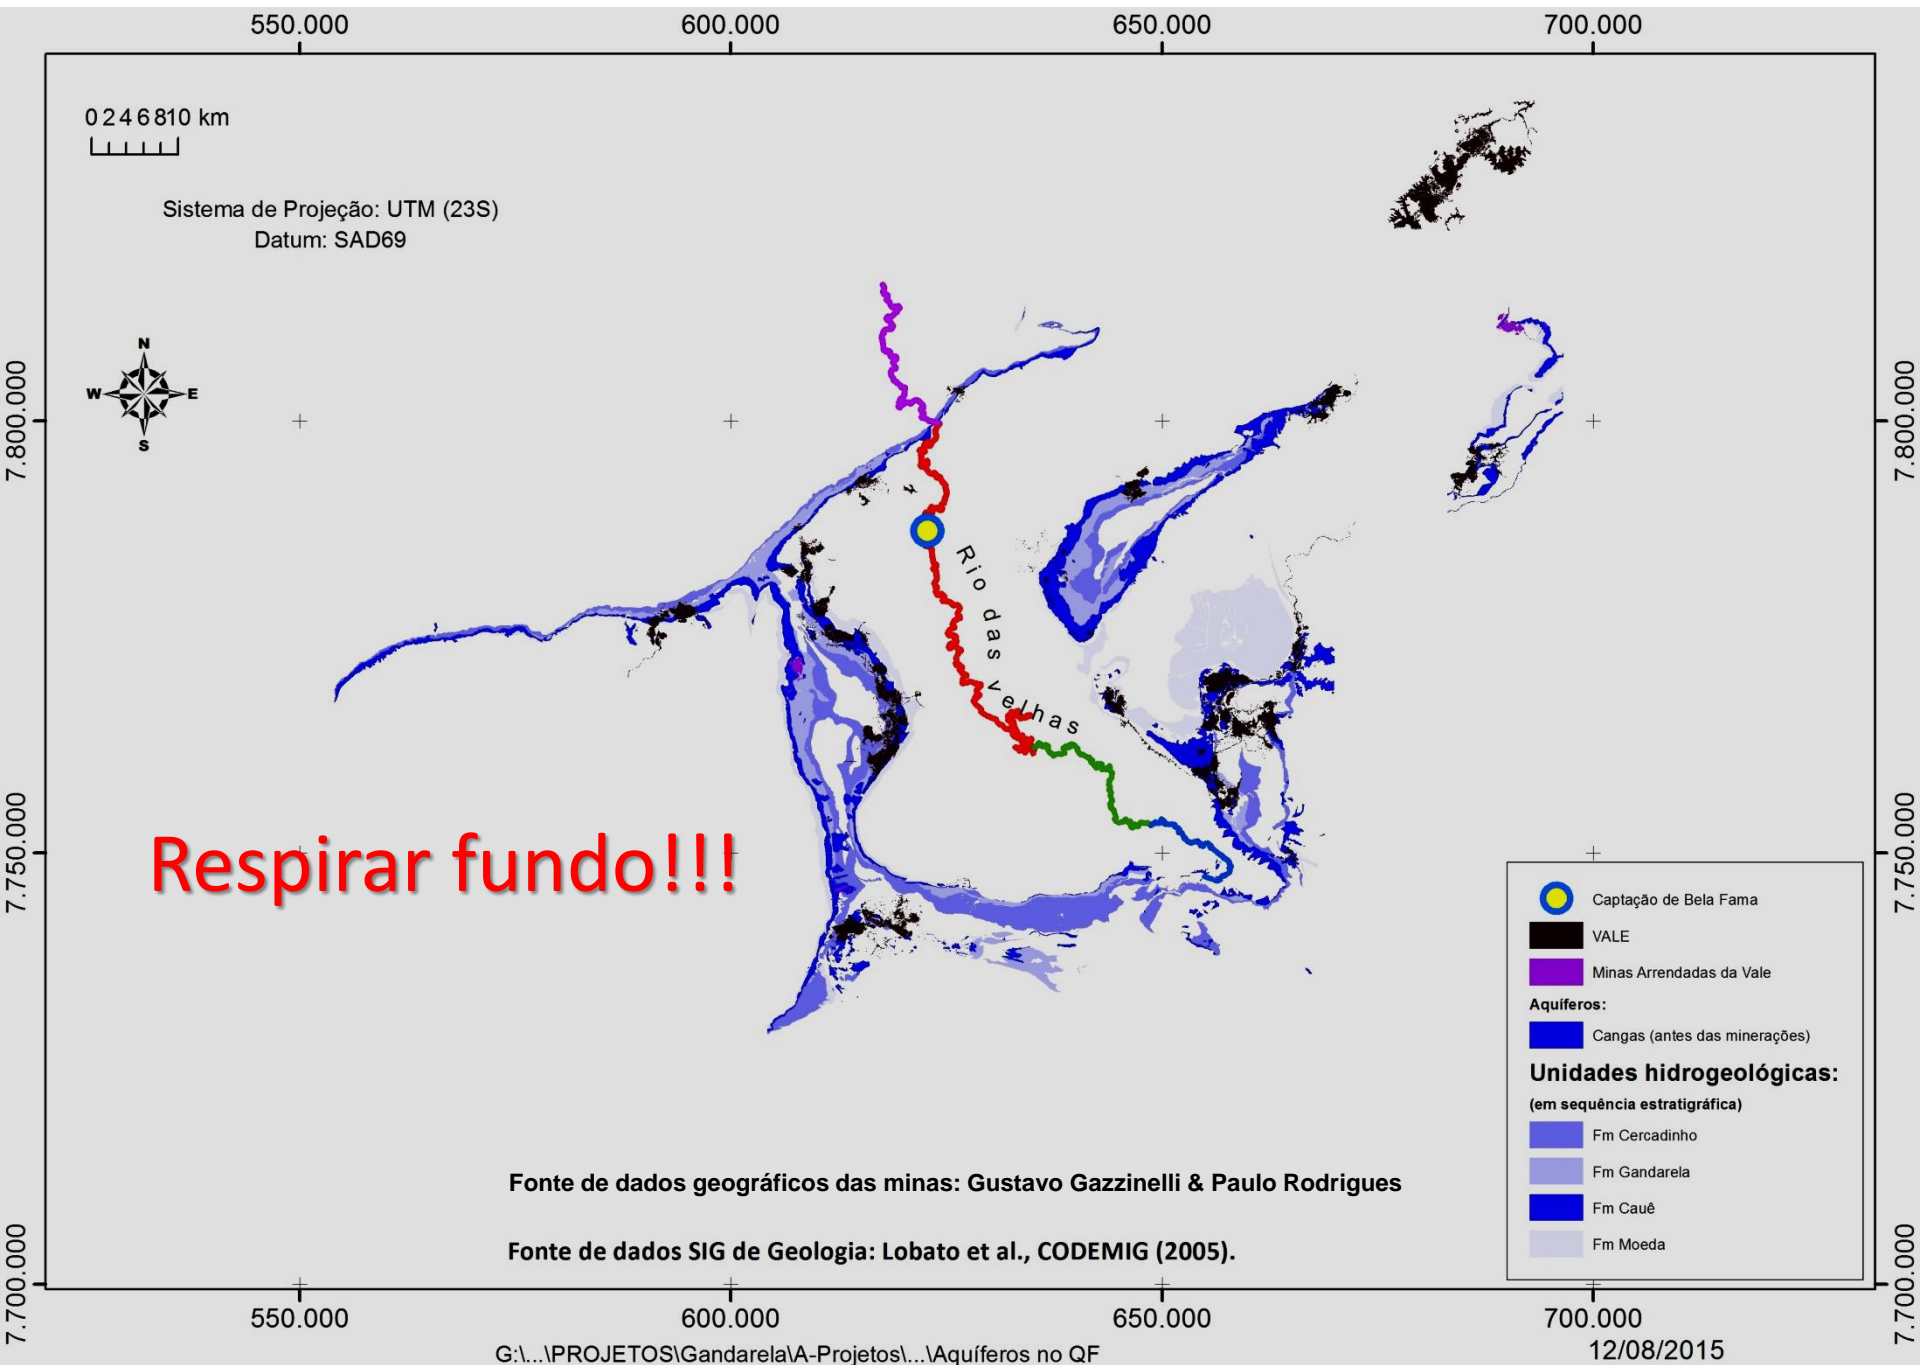 550.000
600.000
650.000
700.000
0 2 4 6 8 10 km
Sistema de Projeção: UTM (23S)
Datum: SAD69
N
W
E
S
7.800.000
7.800.000
Rio das velhas
7.750.000
7.750.000
Respirar fundo!!!
Captação de Bela Fama
VALE
Minas Arrendadas da Vale
Aquíferos:
Cangas (antes das minerações)
Unidades hidrogeológicas:
(em sequência estratigráfica)
Fm Cercadinho
Fm Gandarela
Fm Cauê
Fm Moeda
Fonte de dados geográficos das minas: Gustavo Gazzinelli & Paulo Rodrigues
Fonte de dados SIG de Geologia: Lobato et al., CODEMIG (2005).
7.700.000
7.700.000
550.000
600.000
650.000
700.000
G:\...\PROJETOS\Gandarela\A-Projetos\...\Aquíferos no QF
12/08/2015